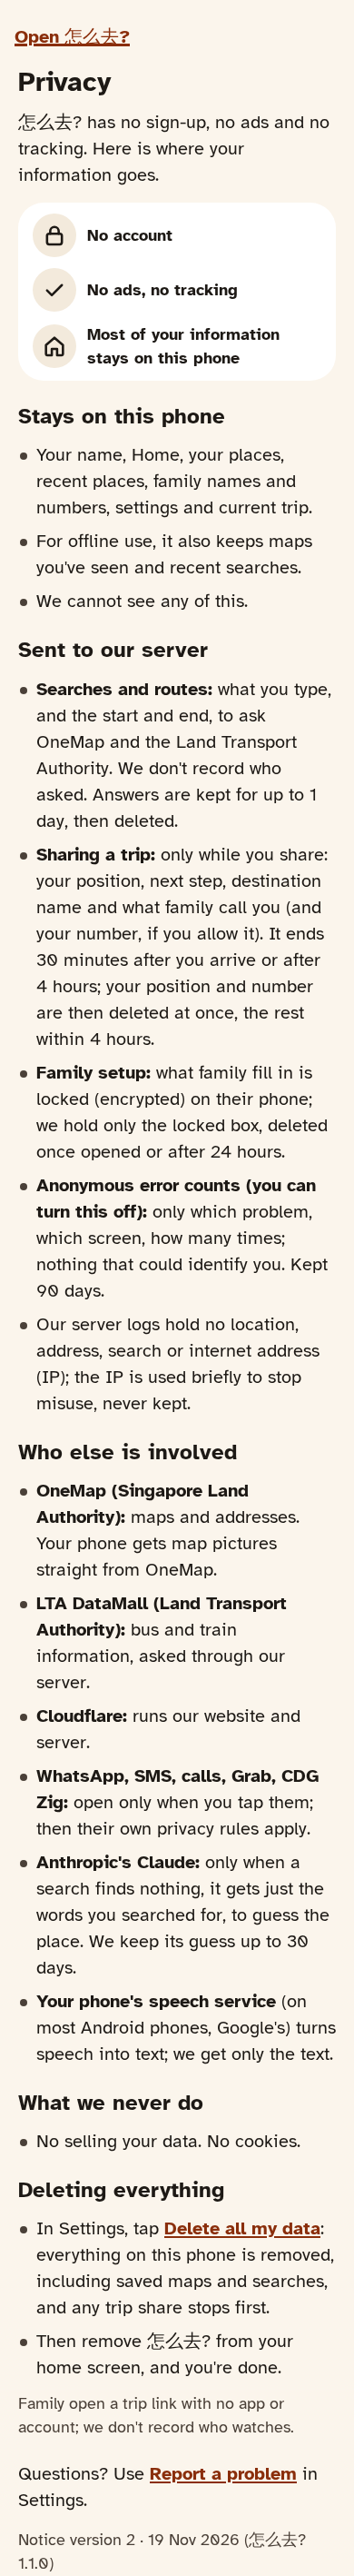 Open 怎么去?
Privacy
怎么去? has no sign-up, no ads and no
tracking. Here is where your
information goes.
No account
No ads, no tracking
Most of your information
stays on this phone
Stays on this phone
Your name, Home, your places,
recent places, family names and
numbers, settings and current trip.
For offline use, it also keeps maps
you've seen and recent searches.
We cannot see any of this.
Sent to our server
Searches and routes: what you type,
and the start and end, to ask
OneMap and the Land Transport
Authority. We don't record who
asked. Answers are kept for up to 1
day, then deleted.
Sharing a trip: only while you share:
your position, next step, destination
name and what family call you (and
your number, if you allow it). It ends
30 minutes after you arrive or after
4 hours; your position and number
are then deleted at once, the rest
within 4 hours.
Family setup: what family fill in is
locked (encrypted) on their phone;
we hold only the locked box, deleted
once opened or after 24 hours.
Anonymous error counts (you can
turn this off): only which problem,
which screen, how many times;
nothing that could identify you. Kept
90 days.
Our server logs hold no location,
address, search or internet address
(IP); the IP is used briefly to stop
misuse, never kept.
Who else is involved
OneMap (Singapore Land
Authority): maps and addresses.
Your phone gets map pictures
straight from OneMap.
LTA DataMall (Land Transport
Authority): bus and train
information, asked through our
server.
Cloudflare: runs our website and
server.
WhatsApp, SMS, calls, Grab, CDG
Zig: open only when you tap them;
then their own privacy rules apply.
Anthropic's Claude: only when a
search finds nothing, it gets just the
words you searched for, to guess the
place. We keep its guess up to 30
days.
Your phone's speech service (on
most Android phones, Google's) turns
speech into text; we get only the text.
What we never do
No selling your data. No cookies.
Deleting everything
In Settings, tap Delete all my data:
everything on this phone is removed,
including saved maps and searches,
and any trip share stops first.
Then remove 怎么去? from your
home screen, and you're done.
Family open a trip link with no app or
account; we don't record who watches.
Questions? Use Report a problem in
Settings.
Notice version 2 · 19 Nov 2026 (怎么去?
1.1.0)